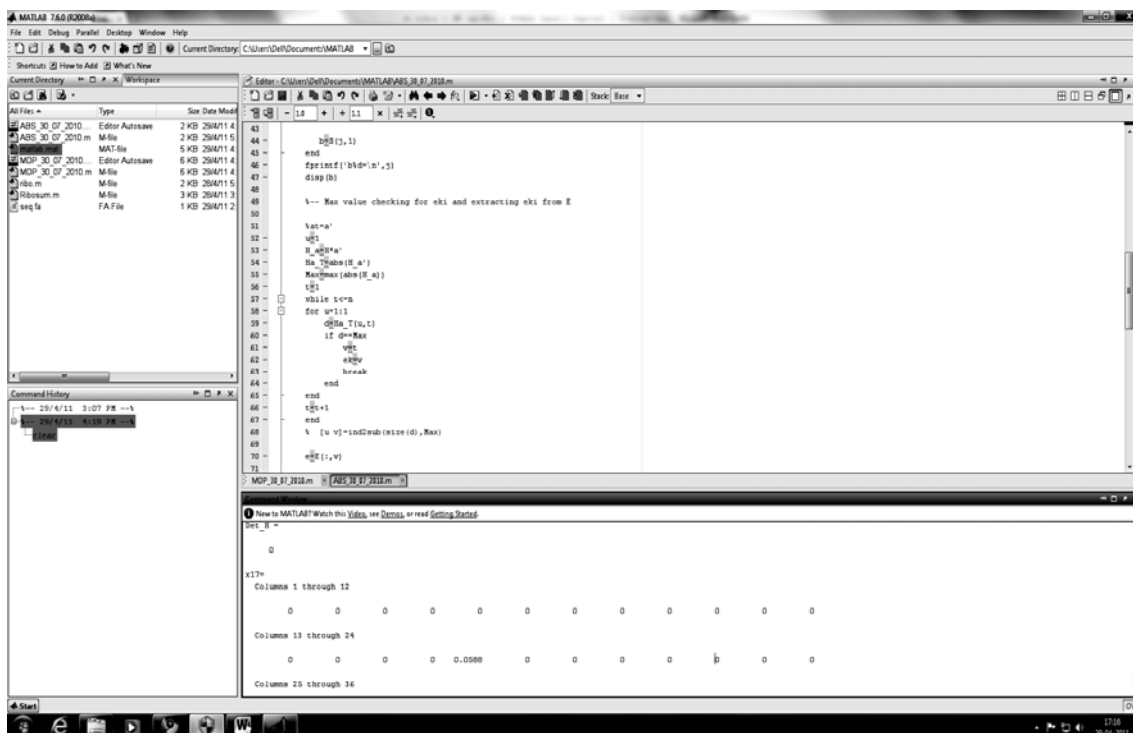 MATLAB 7.6.0 (R2008a)
File Edit Debug Parallel Desktop Window Help
Current Directory: C:\Users\Dell\Documents\MATLAB
Shortcuts How to Add What's New
Current Directory Workspace
All Files Type Size Date Modif
ABS_30_07_2010.... Editor Autosave 2 KB 29/4/11 4:
ABS_30_07_2010.m M-file 2 KB 29/4/11 5:
matlab.mat MAT-file 5 KB 29/4/11 4:
MDP_30_07_2010.... Editor Autosave 6 KB 29/4/11 4:
MDP_30_07_2010.m M-file 6 KB 29/4/11 4:
ribo.m M-file 2 KB 28/4/11 5:
Ribosum.m M-file 3 KB 29/4/11 3:
seq.fa FA File 1 KB 29/4/11 2:
Command History
%-- 29/4/11 3:07 PM --%
%-- 29/4/11 4:19 PM --%
clear
Editor - C:\Users\Dell\Documents\MATLAB\ABS_30_07_2010.m
Stack: Base
1.0 1.1
43
44 b=B(j,1)
45 end
46 fprintf('b%d=\n',j)
47 disp(b)
48
49 %-- Max value checking for eki and extracting eki from E
50
51 %at=a'
52 u=1
53 H_a=H*a'
54 Ha_T=abs(H_a')
55 Max=max(abs(H_a))
56 t=1
57 while t<=n
58 for u=1:1
59 d=Ha_T(u,t)
60 if d==Max
61 v=t
62 ek=v
63 break
64 end
65 end
66 t=t+1
67 end
68 % [u v]=ind2sub(size(d),Max)
69
70 e=E(:,v)
71
MDP_30_07_2010.m ABS_30_07_2010.m
Command Window
New to MATLAB? Watch this Video, see Demos, or read Getting Started.
Det_H =
0
x17=
Columns 1 through 12
0 0 0 0 0 0 0 0 0 0 0 0
Columns 13 through 24
0 0 0 0 0.0588 0 0 0 0 0 0 0
Columns 25 through 36
Start
17:16